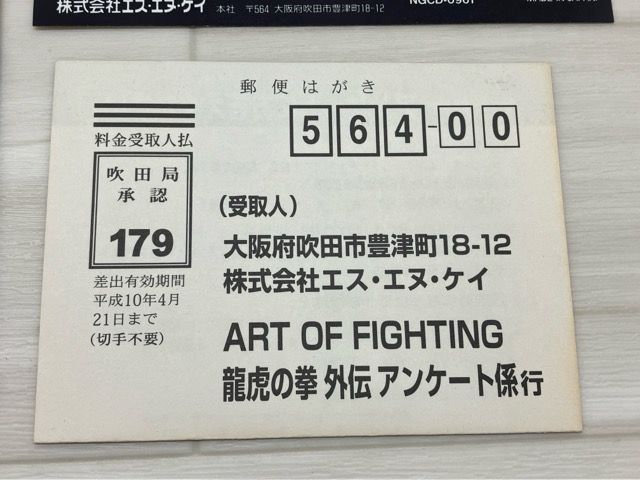 株式会社エス・エヌ・ケイ 本社 〒564 大阪府吹田市豊津町18-12
郵便はがき
564-00
料金受取人払
吹田局
承認
179
差出有効期間
平成10年4月
21日まで
(切手不要)
(受取人)
大阪府吹田市豊津町18-12
株式会社エス・エヌ・ケイ
ART OF FIGHTING
龍虎の拳 外伝 アンケート係行